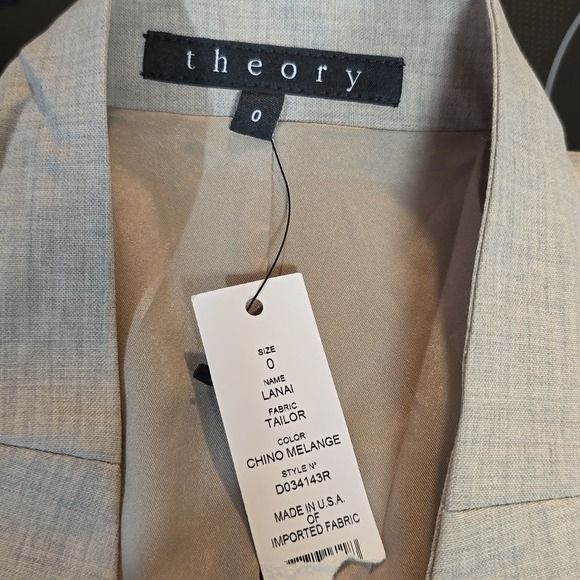 theory
0
SIZE
0
NAME
LANAI
FABRIC
TAILOR
COLOR
CHINO MELANGE
STYLE N°
D034143R
MADE IN U.S.A.
OF
IMPORTED FABRIC